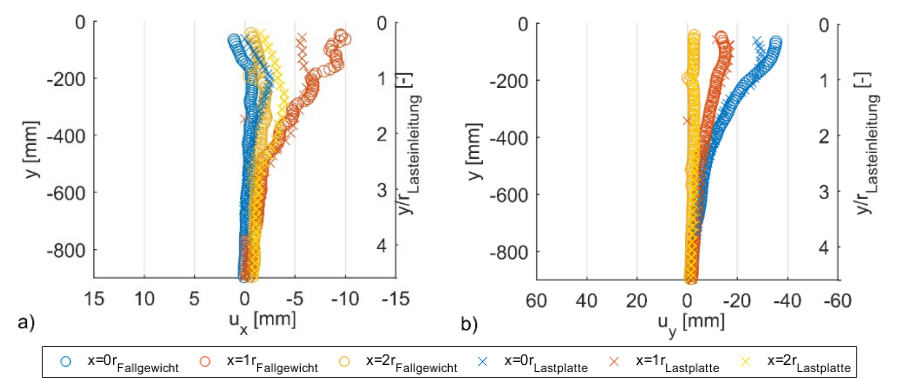 0
-200
-400
-600
-800
y [mm]
15 10 5 0 -5 -10 -15
u_x [mm]
0
1
2
3
4
y/r_Lasteinleitung [-]
a)
0
-200
-400
-600
-800
y [mm]
60 40 20 0 -20 -40 -60
u_y [mm]
0
1
2
3
4
y/r_Lasteinleitung [-]
b)
x=0r_Fallgewicht x=1r_Fallgewicht x=2r_Fallgewicht x=0r_Lastplatte x=1r_Lastplatte x=2r_Lastplatte